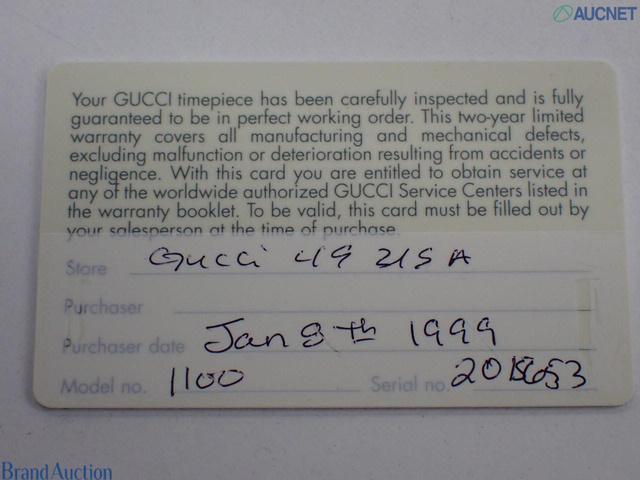 AUCNET
Your GUCCI timepiece has been carefully inspected and is fully
guaranteed to be in perfect working order. This two-year limited
warranty covers all manufacturing and mechanical defects,
excluding malfunction or deterioration resulting from accidents or
negligence. With this card you are entitled to obtain service at
any of the worldwide authorized GUCCI Service Centers listed in
the warranty booklet. To be valid, this card must be filled out by
your salesperson at the time of purchase.
Store Gucci 49
Purchaser
Purchaser date Jan 8th 1999
Model no. 1100 Serial no.
Brand Auction